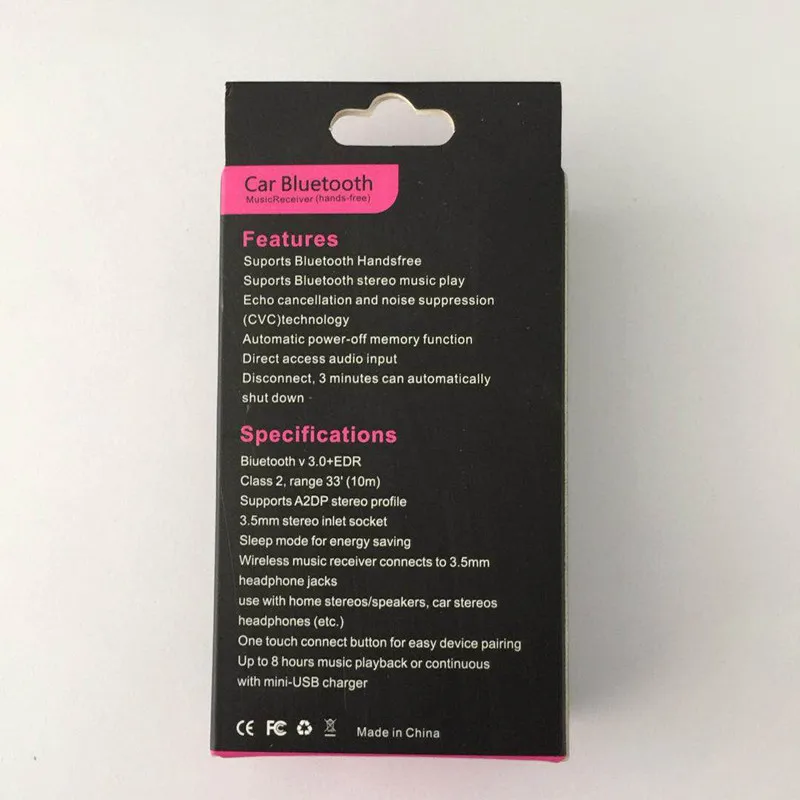 Car Bluetooth
MusicReceiver (hands-free)
Features
Suports Bluetooth Handsfree
Suports Bluetooth stereo music play
Echo cancellation and noise suppression
(CVC)technology
Automatic power-off memory function
Direct access audio input
Disconnect, 3 minutes can automatically
shut down
Specifications
Bluetooth v 3.0+EDR
Class 2, range 33' (10m)
Supports A2DP stereo profile
3.5mm stereo inlet socket
Sleep mode for energy saving
Wireless music receiver connects to 3.5mm
headphone jacks
use with home stereos/speakers, car stereos
headphones (etc.)
One touch connect button for easy device pairing
Up to 8 hours music playback or continuous
with mini-USB charger
CE FC Made in China